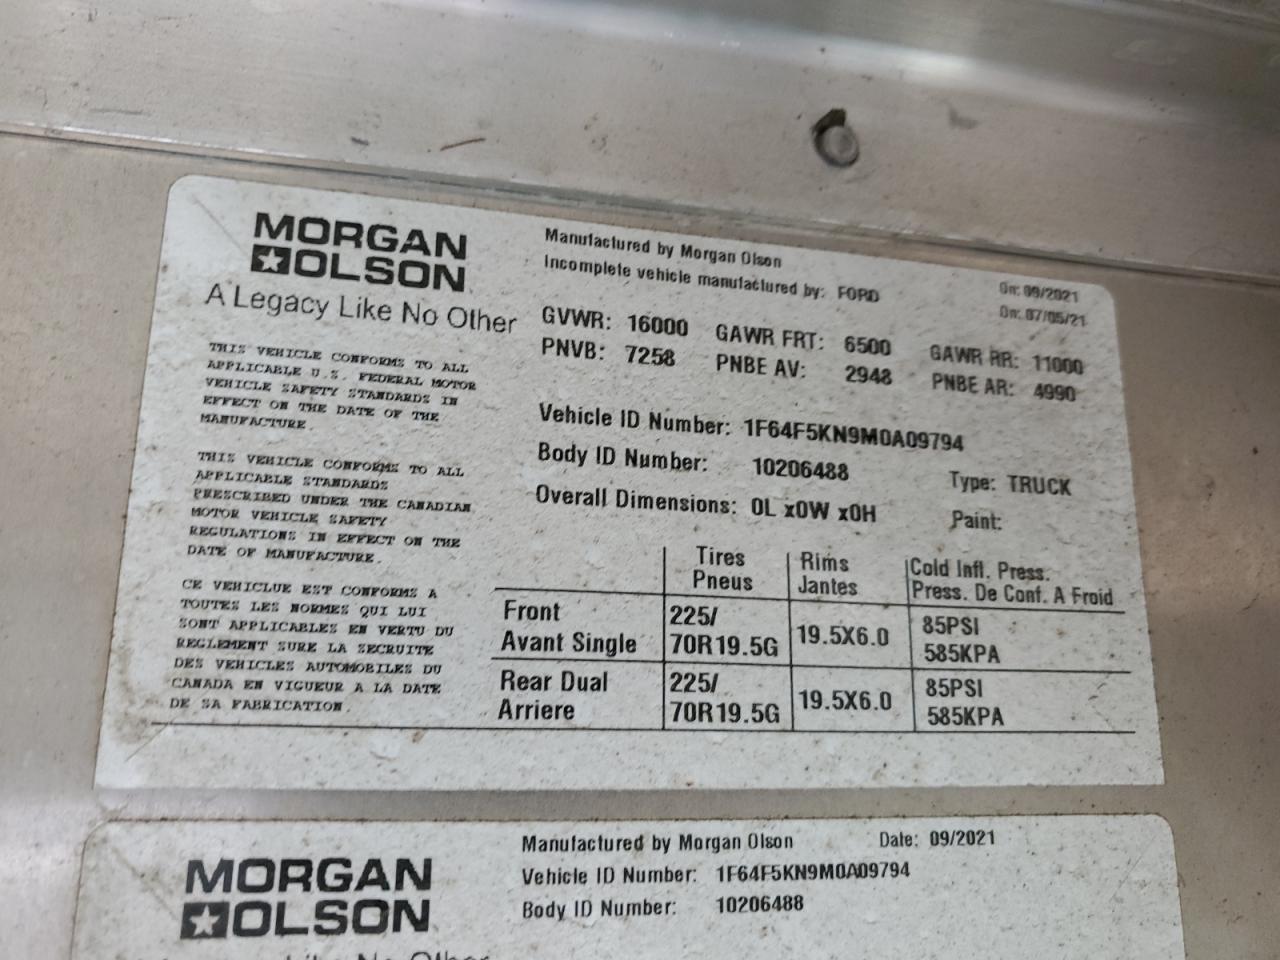 MORGAN
OLSON
A Legacy Like No Other
THIS VEHICLE CONFORMS TO ALL
APPLICABLE U.S. FEDERAL MOTOR
VEHICLE SAFETY STANDARDS IN
EFFECT ON THE DATE OF THE
MANUFACTURE.
THIS VEHICLE CONFORMS TO ALL
APPLICABLE STANDARDS
PRESCRIBED UNDER THE CANADIAN
MOTOR VEHICLE SAFETY
REGULATIONS IN EFFECT ON THE
DATE OF MANUFACTURE.
CE VEHICLUE EST CONFORMS A
TOUTES LES NORMES QUI LUI
SONT APPLICABLES EN VERTU DU
REGLEMENT SURE LA SECRUITE
DES VEHICLES AUTOMOBILES DU
CANADA EN VIGUEUR A LA DATE
DE SA FABRICATION.
Manufactured by Morgan Olson On: 09/2021
Incomplete vehicle manufactured by: FORD On: 07/05/21
GVWR: 16000 GAWR FRT: 6500 GAWR RR: 11000
PNVB: 7258 PNBE AV: 2948 PNBE AR: 4990
Vehicle ID Number: 1F64F5KN9M0A09794
Body ID Number: 10206488 Type: TRUCK
Overall Dimensions: 0L x0W x0H Paint:
Tires Rims Cold Infl. Press.
Pneus Jantes Press. De Conf. A Froid
Front 225/ 19.5X6.0 85PSI
Avant Single 70R19.5G 585KPA
Rear Dual 225/ 19.5X6.0 85PSI
Arriere 70R19.5G 585KPA
MORGAN
OLSON
Like No Other
Manufactured by Morgan Olson Date: 09/2021
Vehicle ID Number: 1F64F5KN9M0A09794
Body ID Number: 10206488